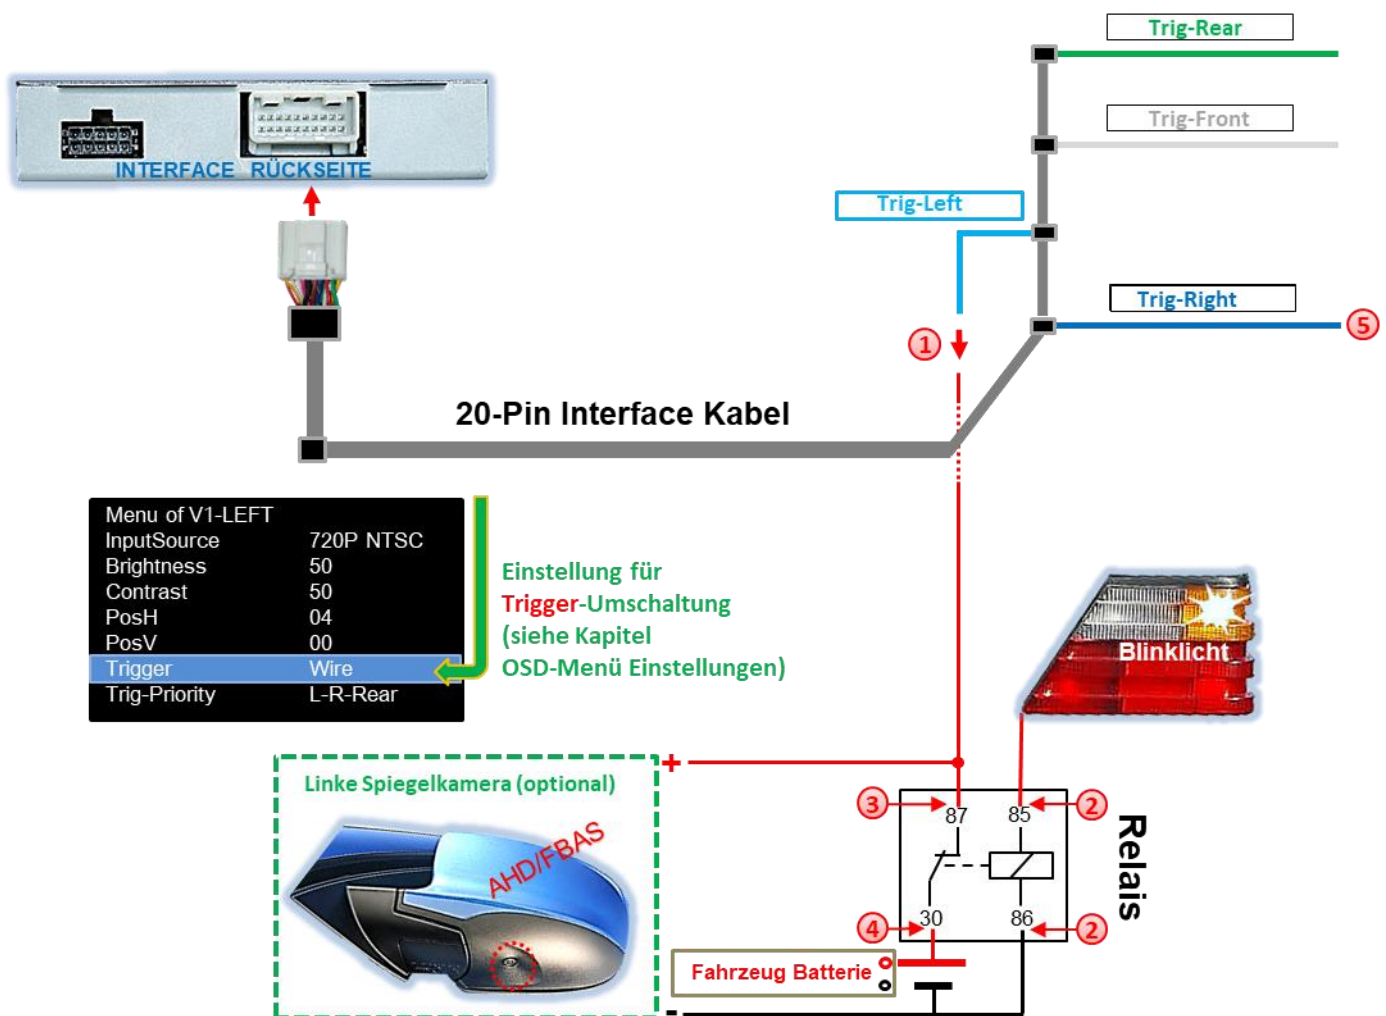 Trig-Rear
Trig-Front
INTERFACE RÜCKSEITE
Trig-Left
Trig-Right
5
1
20-Pin Interface Kabel
Menu of V1-LEFT
InputSource 720P NTSC
Brightness 50
Contrast 50
PosH 04
PosV 00
Trigger Wire
Trig-Priority L-R-Rear
Einstellung für
Trigger-Umschaltung
(siehe Kapitel
OSD-Menü Einstellungen)
Blinklicht
+
Linke Spiegelkamera (optional)
AHD/FBAS
3
2
87
85
Relais
30
86
4
2
Fahrzeug Batterie
-